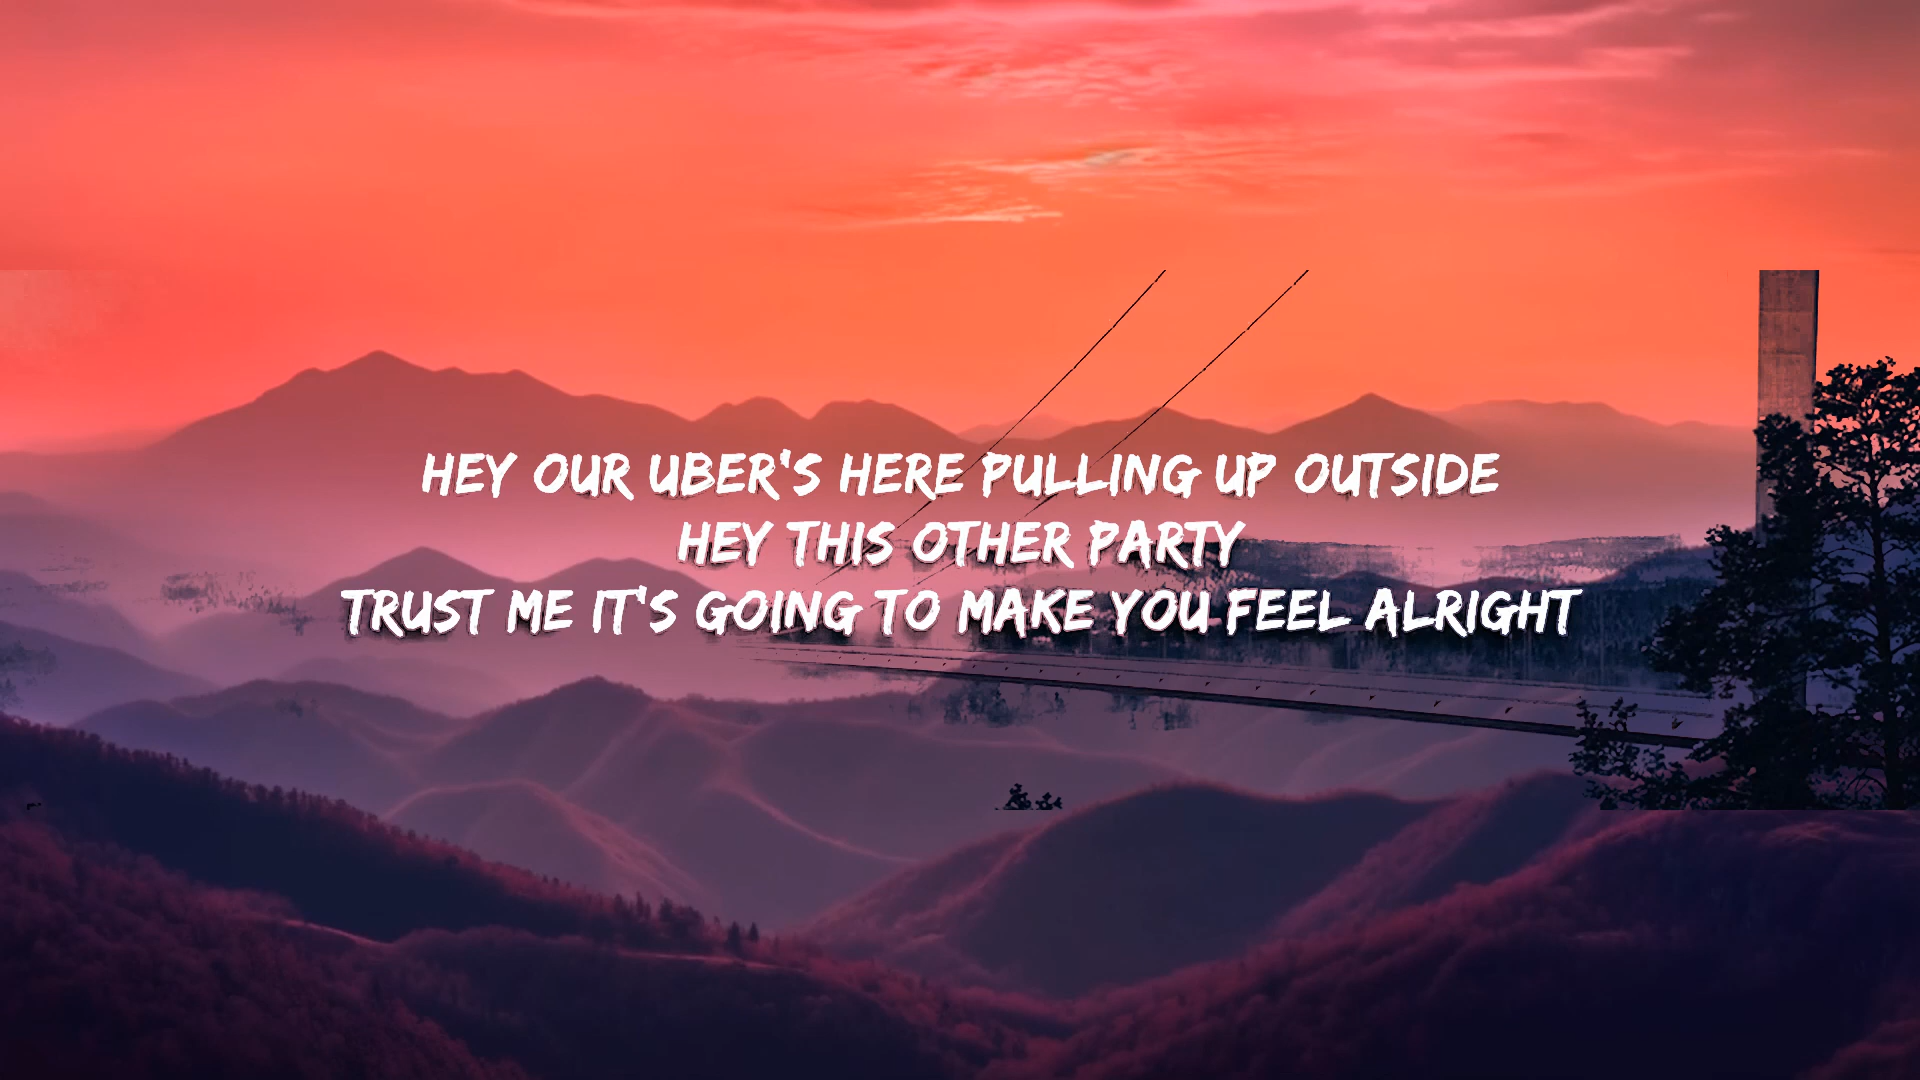 HEY OUR UBER'S HERE PULLING UP OUTSIDE
HEY THIS OTHER PARTY
TRUST ME IT'S GOING TO MAKE YOU FEEL ALRIGHT